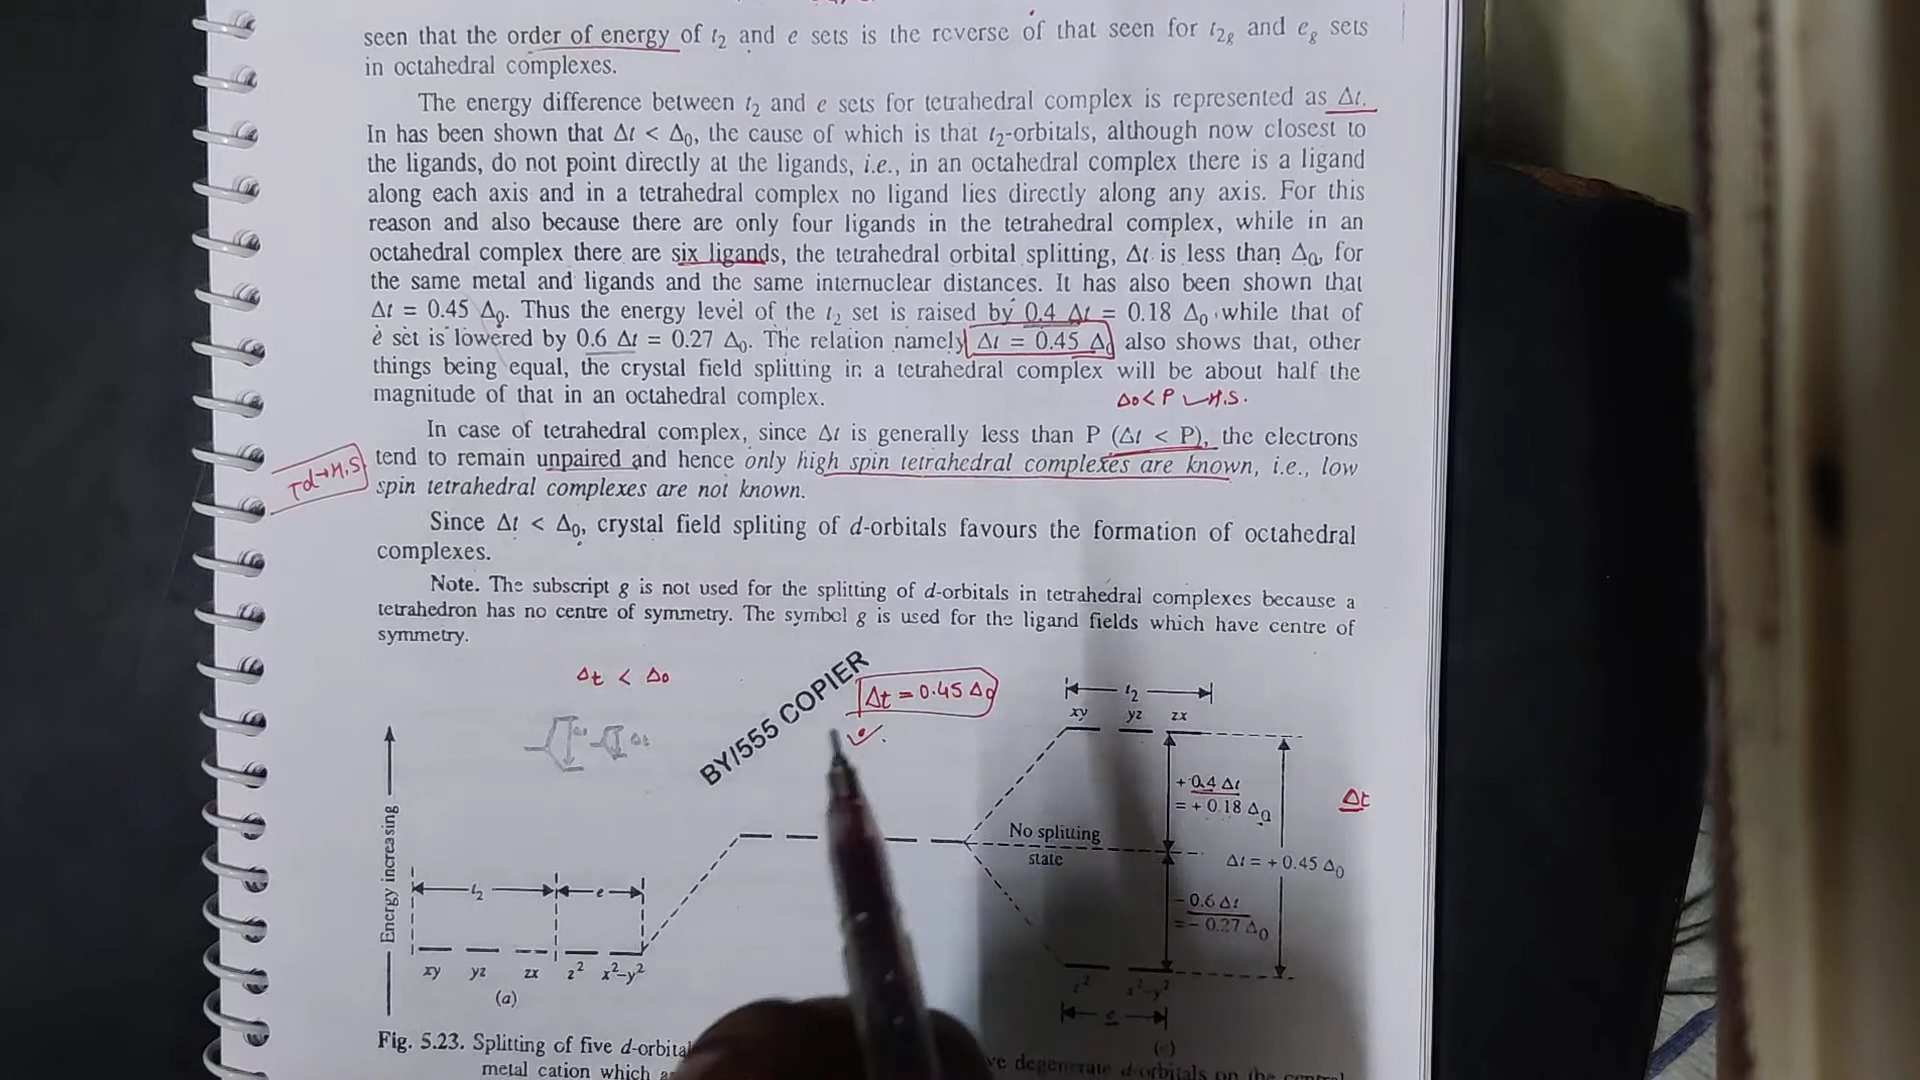 seen that the order of energy of t2 and e sets is the reverse of that seen for t2g and eg sets
in octahedral complexes.
The energy difference between t2 and e sets for tetrahedral complex is represented as Δt.
In has been shown that Δt < Δ0, the cause of which is that t2-orbitals, although now closest to
the ligands, do not point directly at the ligands, i.e., in an octahedral complex there is a ligand
along each axis and in a tetrahedral complex no ligand lies directly along any axis. For this
reason and also because there are only four ligands in the tetrahedral complex, while in an
octahedral complex there are six ligands, the tetrahedral orbital splitting, Δt is less than Δ0, for
the same metal and ligands and the same internuclear distances. It has also been shown that
Δt = 0.45 Δ0. Thus the energy level of the t2 set is raised by 0.4 Δt = 0.18 Δ0 while that of
e set is lowered by 0.6 Δt = 0.27 Δ0. The relation namely Δt = 0.45 Δ0 also shows that, other
things being equal, the crystal field splitting in a tetrahedral complex will be about half the
magnitude of that in an octahedral complex.
Δ0 < P H.S.
In case of tetrahedral complex, since Δt is generally less than P (Δt < P), the electrons
Td→H.S
tend to remain unpaired and hence only high spin tetrahedral complexes are known, i.e., low
spin tetrahedral complexes are not known.
Since Δt < Δ0, crystal field spliting of d-orbitals favours the formation of octahedral
complexes.
Note. The subscript g is not used for the splitting of d-orbitals in tetrahedral complexes because a
tetrahedron has no centre of symmetry. The symbol g is used for the ligand fields which have centre of
symmetry.
Δt < Δ0
BY/555 COPIER
Δt = 0.45 Δ0
t2
xy yz zx
Δ0 Δt
+ 0.4 Δt
= + 0.18 Δ0
Δt
No splitting
state
Δt = + 0.45 Δ0
Energy increasing
t2 e
- 0.6 Δt
= - 0.27 Δ0
xy yz zx z2 x2–y2
z2 x2–y2
(a)
e
(c)
Fig. 5.23. Splitting of five d-orbital
ve degenerate d-orbitals on the central
metal cation which